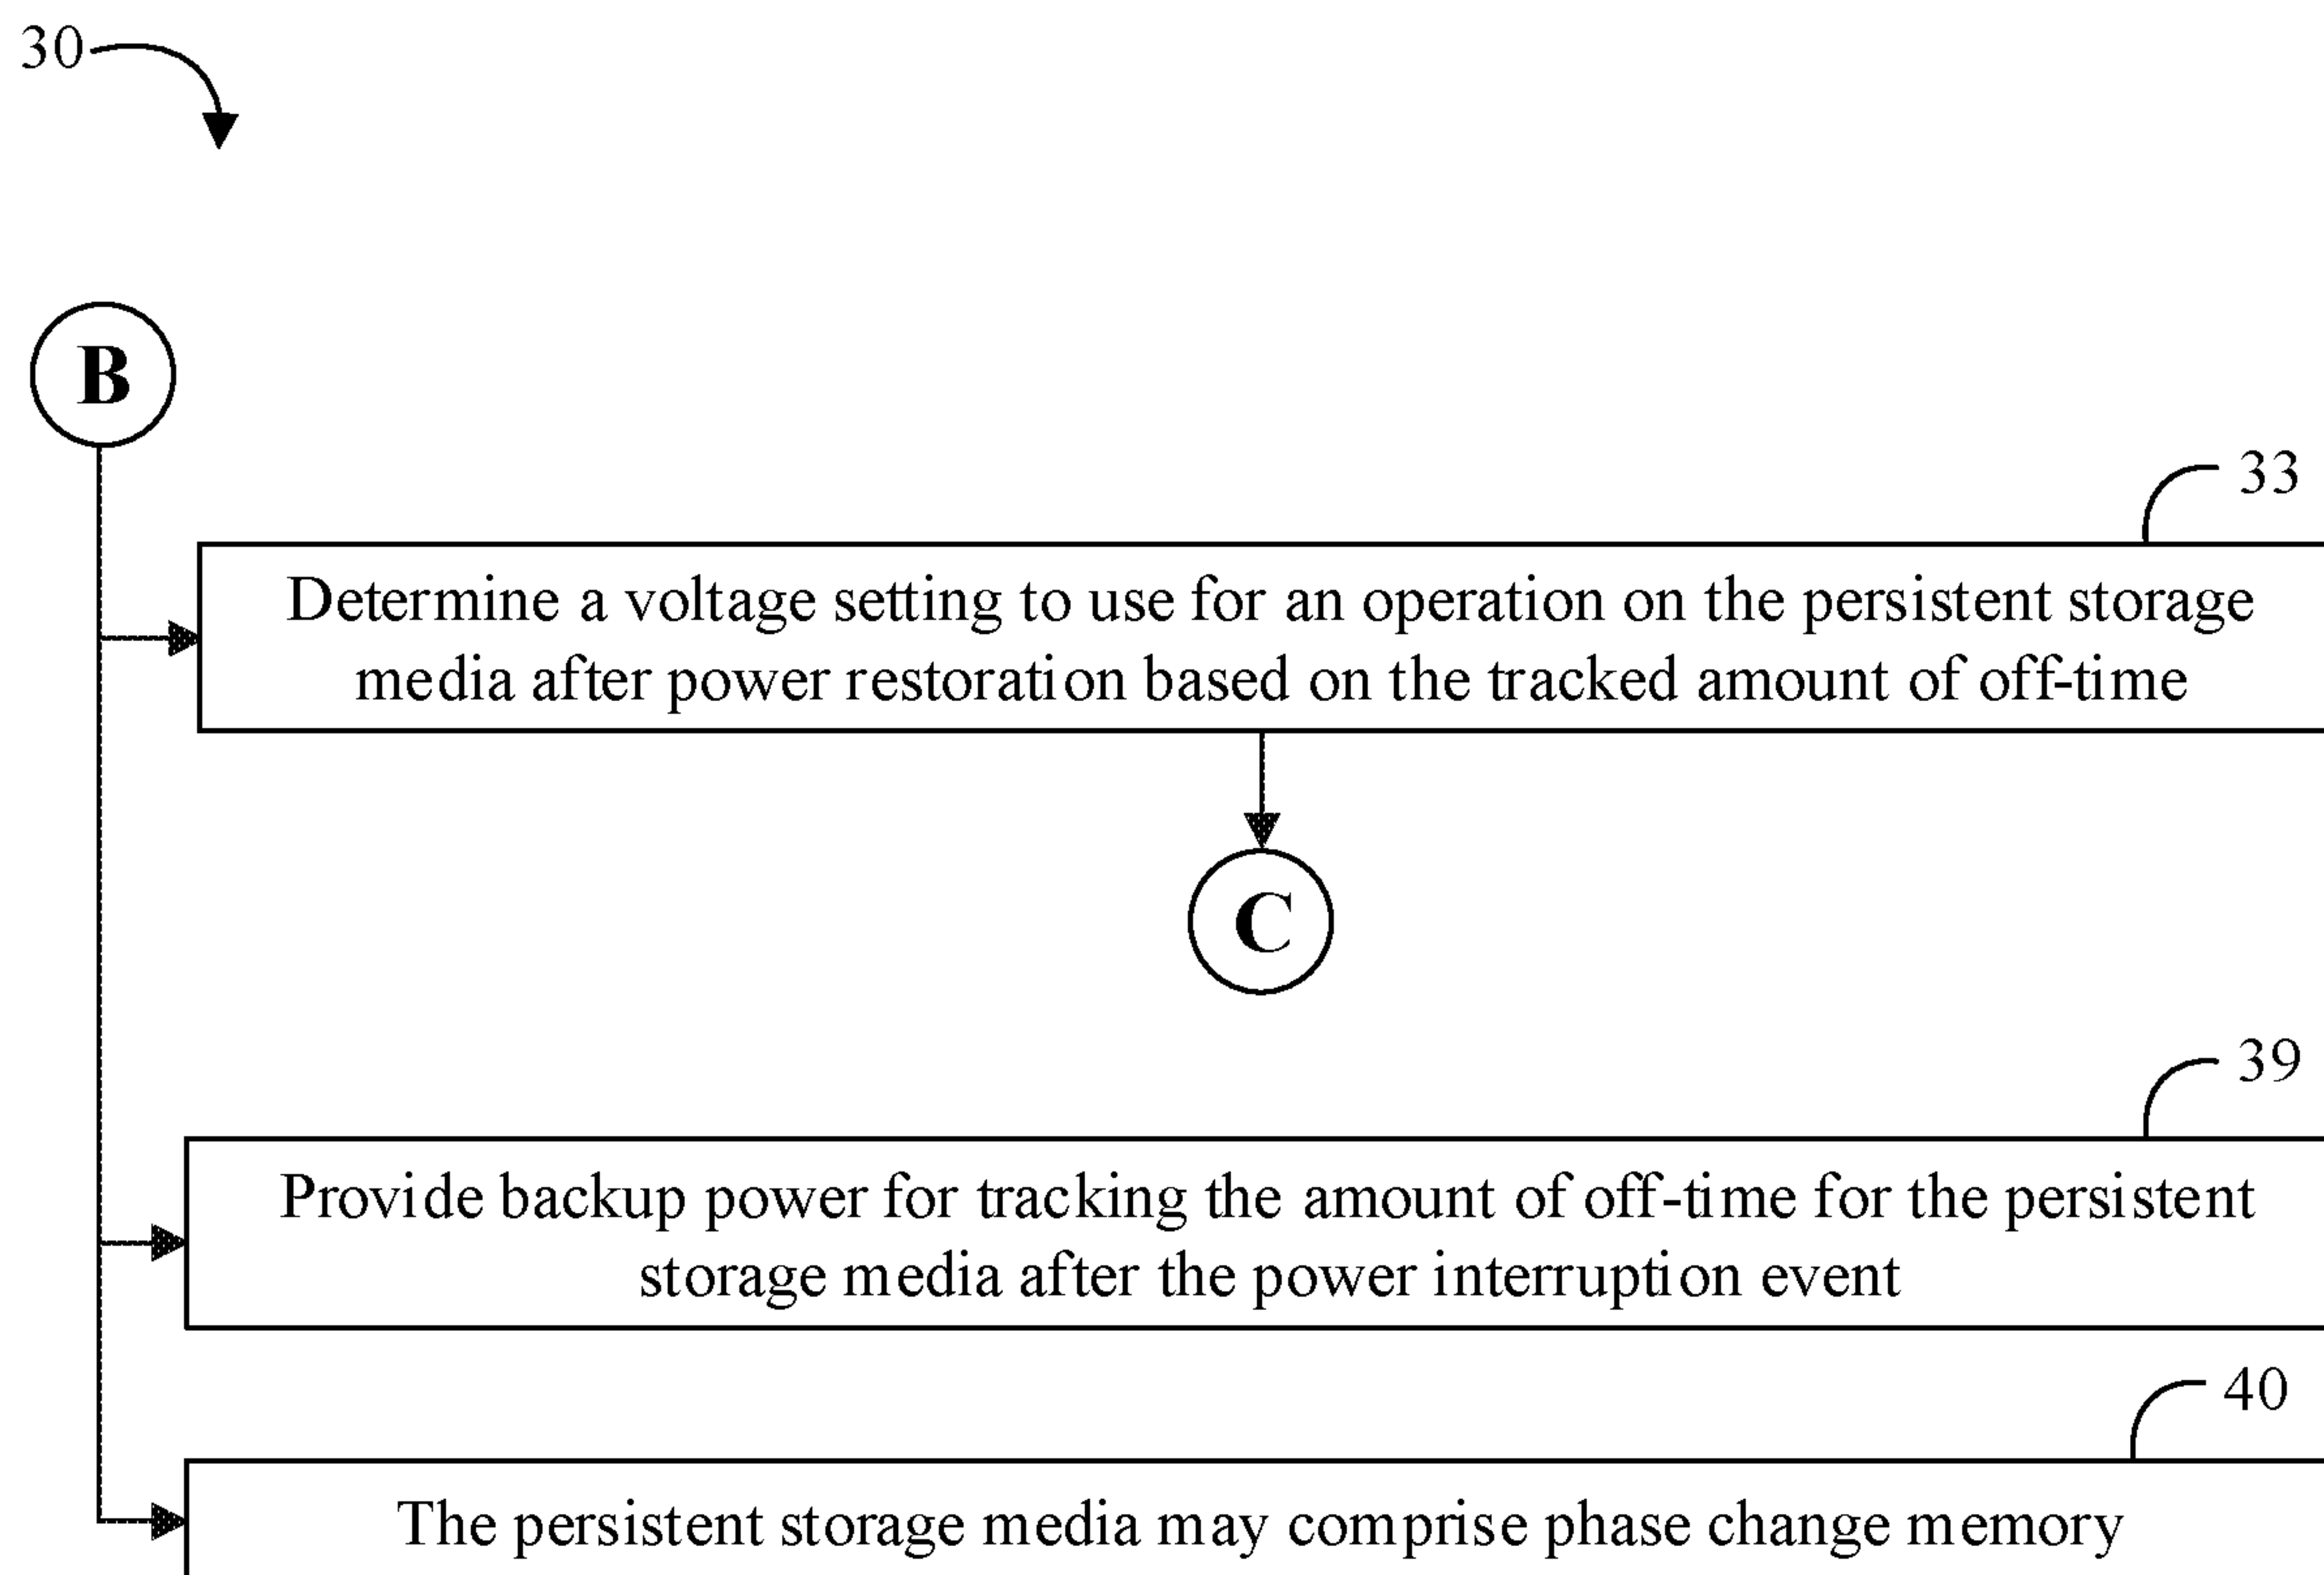 30
B
33
Determine a voltage setting to use for an operation on the persistent storage
media after power restoration based on the tracked amount of off-time
C
39
Provide backup power for tracking the amount of off-time for the persistent
storage media after the power interruption event
40
The persistent storage media may comprise phase change memory